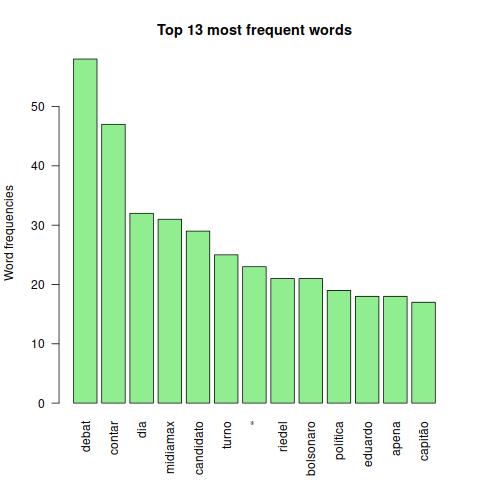 Top 13 most frequent words
Word frequencies
50
40
30
20
10
0
debat
contar
dia
midiamax
candidato
turno
"
riedel
bolsonaro
política
eduardo
apena
capitão